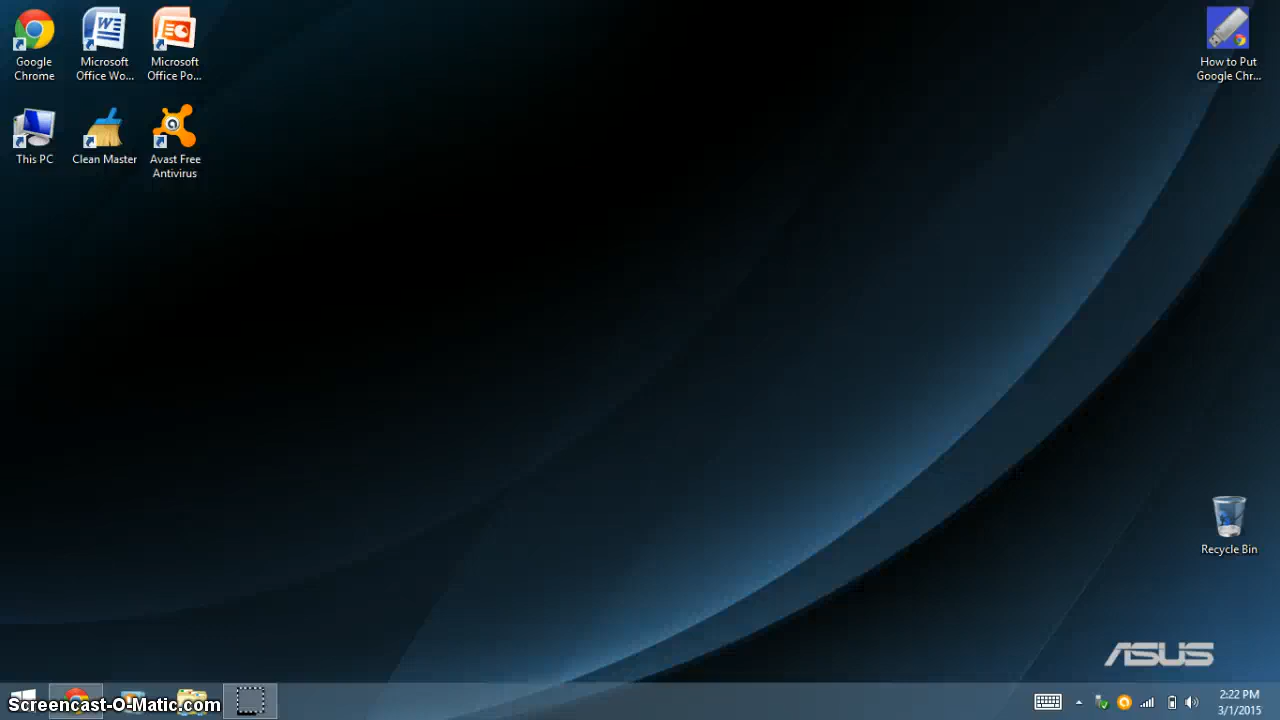 Google
Chrome
Microsoft
Office Wo...
Microsoft
Office Po...
How to Put
Google Chr...
This PC
Clean Master
Avast Free
Antivirus
Recycle Bin
ASUS
Screencast-O-Matic.com
2:22 PM
3/1/2015